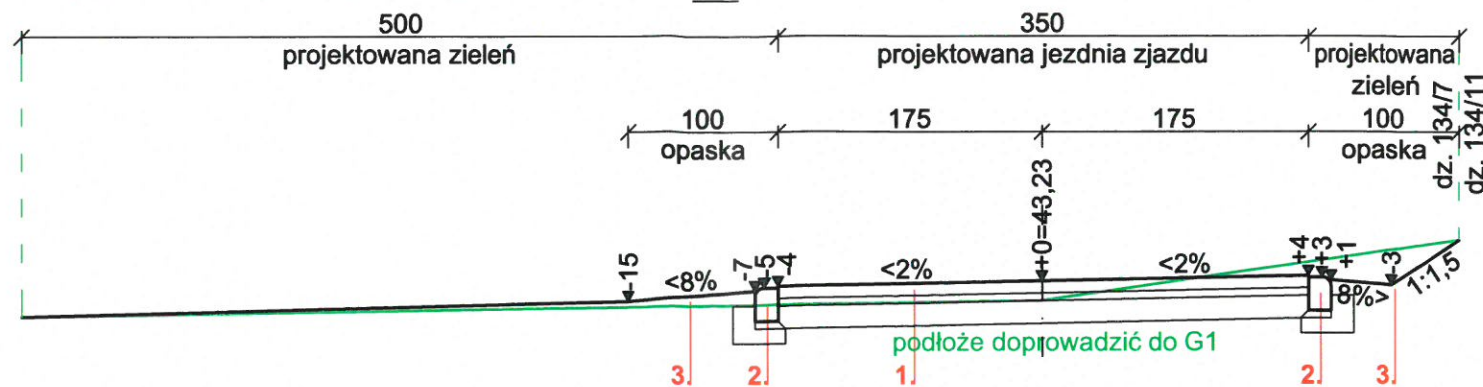 500 350
projektowana zieleń projektowana jezdnia zjazdu projektowana
zieleń
100 175 175 100
opaska opaska
dz. 134/7
dz. 134/11
+0=43,23
-15 <8% -7 -5 -4 <2% <2% +4 +3 +1 -3
8%> 1:1,5
podłoże doprowadzić do G1
3. 2. 1. 2. 3.